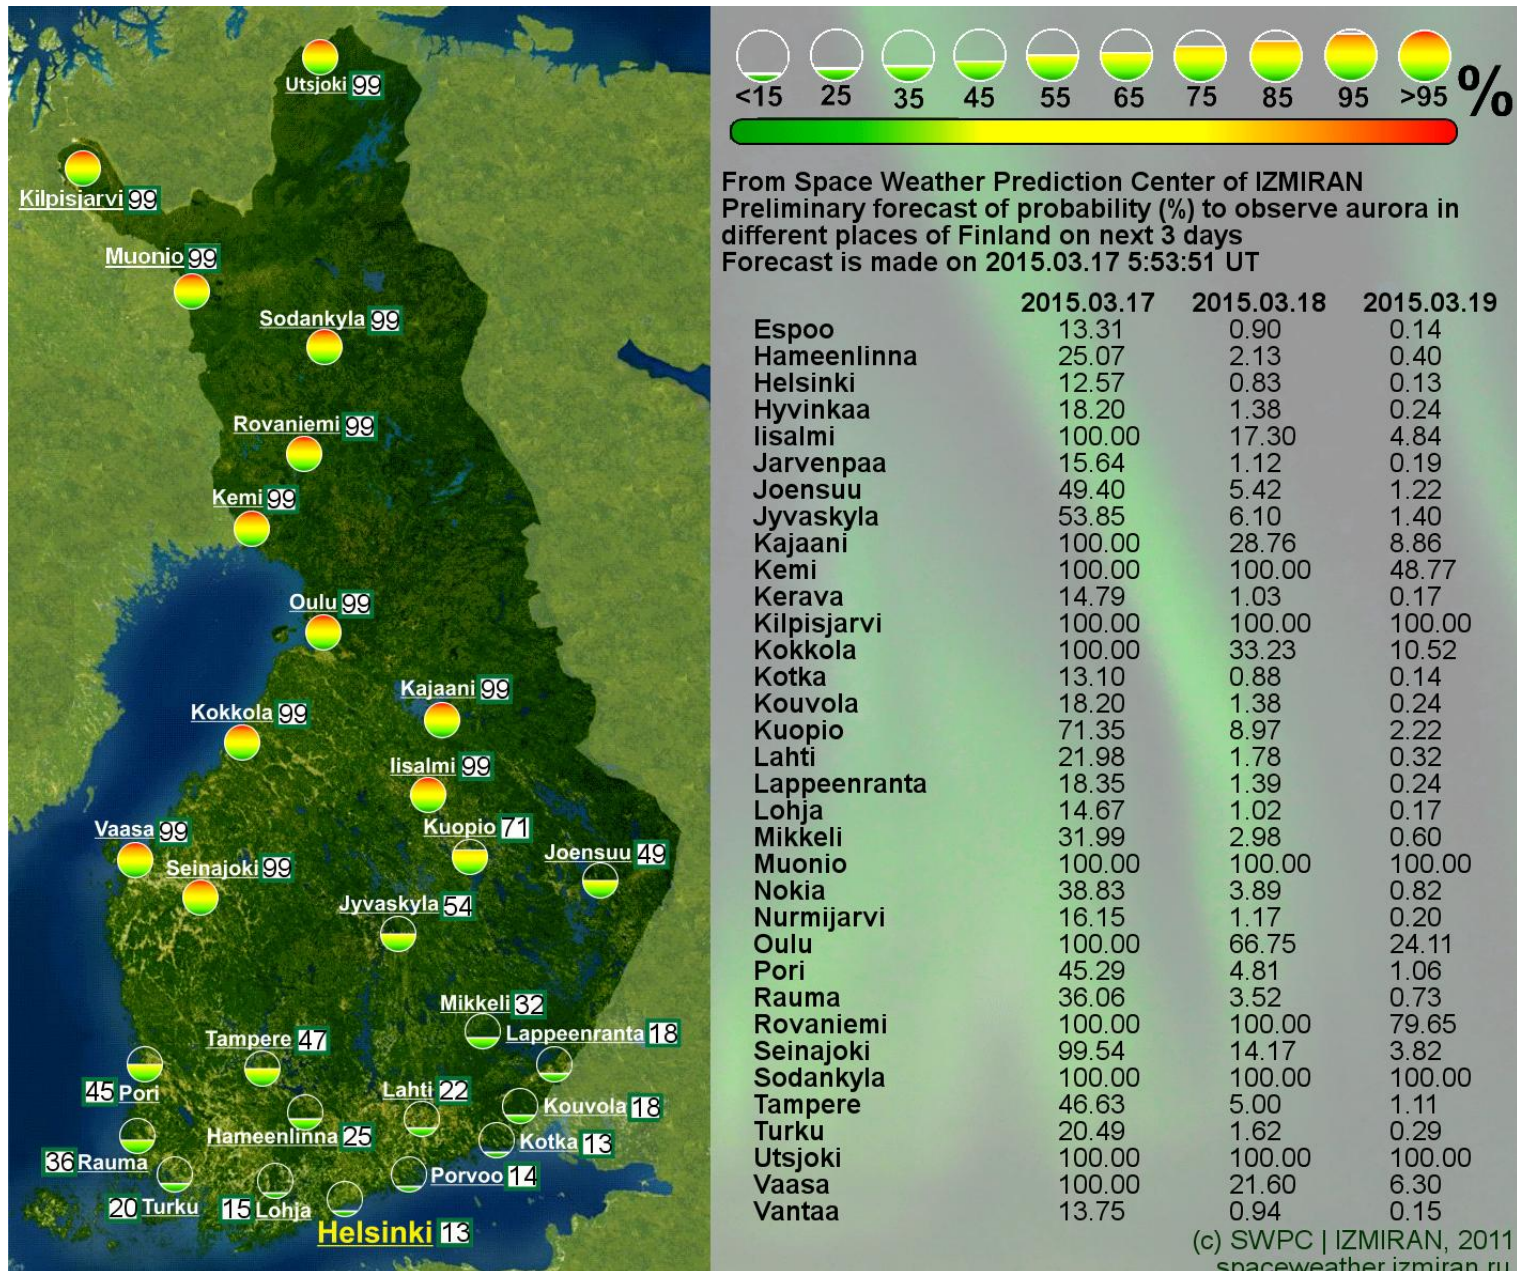 Utsjoki 99
Kilpisjarvi 99
Muonio 99
Sodankyla 99
Rovaniemi 99
Kemi 99
Oulu 99
Kajaani 99
Kokkola 99
Iisalmi 99
Vaasa 99
Kuopio 71
Seinajoki 99
Joensuu 49
Jyvaskyla 54
Mikkeli 32
Tampere 47
Lappeenranta 18
45 Pori
Lahti 22
Kouvola 18
Hameenlinna 25
Kotka 13
36 Rauma
Porvoo 14
20 Turku
15 Lohja
Helsinki 13
<15 25 35 45 55 65 75 85 95 >95 %
From Space Weather Prediction Center of IZMIRAN
Preliminary forecast of probability (%) to observe aurora in
different places of Finland on next 3 days
Forecast is made on 2015.03.17 5:53:51 UT
2015.03.17 2015.03.18 2015.03.19
Espoo 13.31 0.90 0.14
Hameenlinna 25.07 2.13 0.40
Helsinki 12.57 0.83 0.13
Hyvinkaa 18.20 1.38 0.24
Iisalmi 100.00 17.30 4.84
Jarvenpaa 15.64 1.12 0.19
Joensuu 49.40 5.42 1.22
Jyvaskyla 53.85 6.10 1.40
Kajaani 100.00 28.76 8.86
Kemi 100.00 100.00 48.77
Kerava 14.79 1.03 0.17
Kilpisjarvi 100.00 100.00 100.00
Kokkola 100.00 33.23 10.52
Kotka 13.10 0.88 0.14
Kouvola 18.20 1.38 0.24
Kuopio 71.35 8.97 2.22
Lahti 21.98 1.78 0.32
Lappeenranta 18.35 1.39 0.24
Lohja 14.67 1.02 0.17
Mikkeli 31.99 2.98 0.60
Muonio 100.00 100.00 100.00
Nokia 38.83 3.89 0.82
Nurmijarvi 16.15 1.17 0.20
Oulu 100.00 66.75 24.11
Pori 45.29 4.81 1.06
Rauma 36.06 3.52 0.73
Rovaniemi 100.00 100.00 79.65
Seinajoki 99.54 14.17 3.82
Sodankyla 100.00 100.00 100.00
Tampere 46.63 5.00 1.11
Turku 20.49 1.62 0.29
Utsjoki 100.00 100.00 100.00
Vaasa 100.00 21.60 6.30
Vantaa 13.75 0.94 0.15
(c) SWPC | IZMIRAN, 2011
spaceweather.izmiran.ru